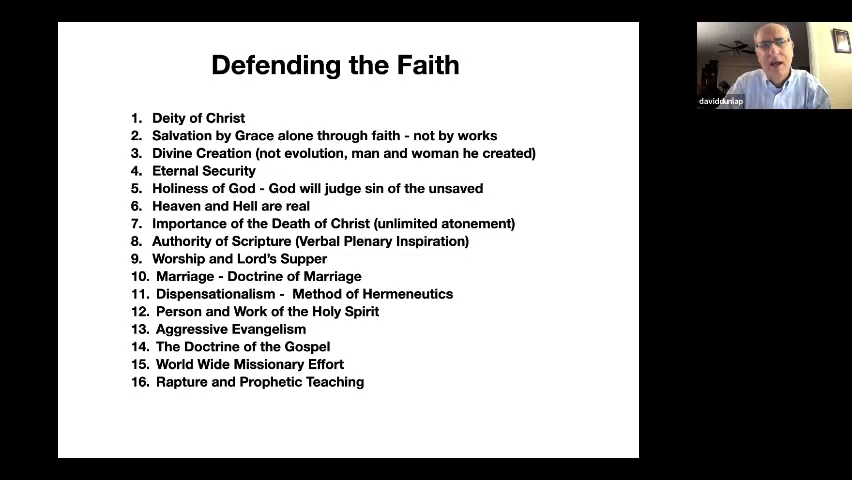 Defending the Faith
1. Deity of Christ
2. Salvation by Grace alone through faith - not by works
3. Divine Creation (not evolution, man and woman he created)
4. Eternal Security
5. Holiness of God - God will judge sin of the unsaved
6. Heaven and Hell are real
7. Importance of the Death of Christ (unlimited atonement)
8. Authority of Scripture (Verbal Plenary Inspiration)
9. Worship and Lord's Supper
10. Marriage - Doctrine of Marriage
11. Dispensationalism - Method of Hermeneutics
12. Person and Work of the Holy Spirit
13. Aggressive Evangelism
14. The Doctrine of the Gospel
15. World Wide Missionary Effort
16. Rapture and Prophetic Teaching
daviddunlap